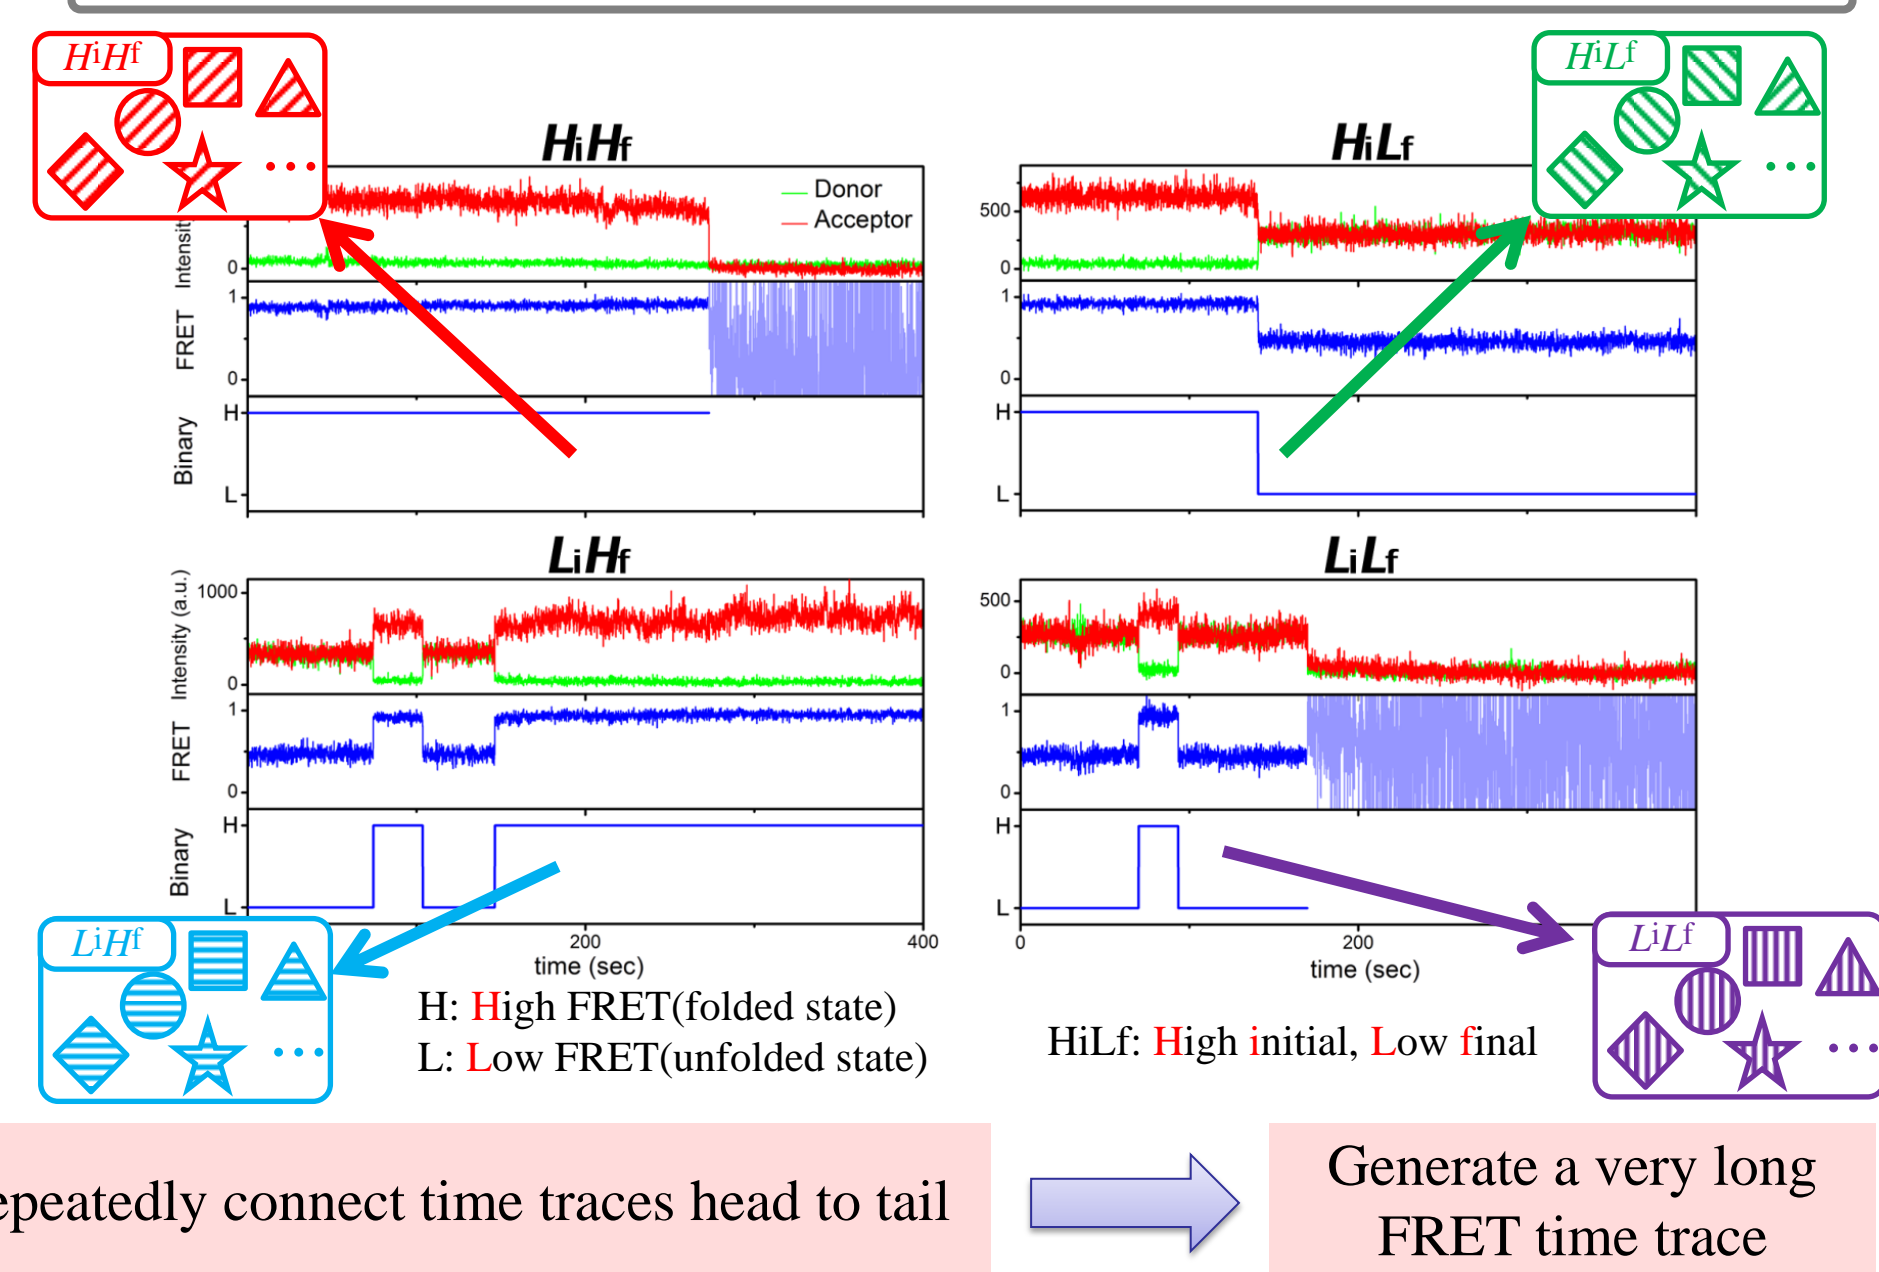 HiHf
HiLf
HiHf
HiLf
Donor
Acceptor
500
0
0
1
0
1
0
FRET
H
L
Binary
H
L
LiHf
LiLf
Intensity (a.u.)
1000
0
500
0
FRET
1
0
1
0
Binary
H
L
H
L
LiHf
LiLf
200
400
0
200
time (sec)
time (sec)
H: High FRET(folded state)
L: Low FRET(unfolded state)
HiLf: High initial, Low final
connect time traces head to tail
Generate a very long
FRET time trace